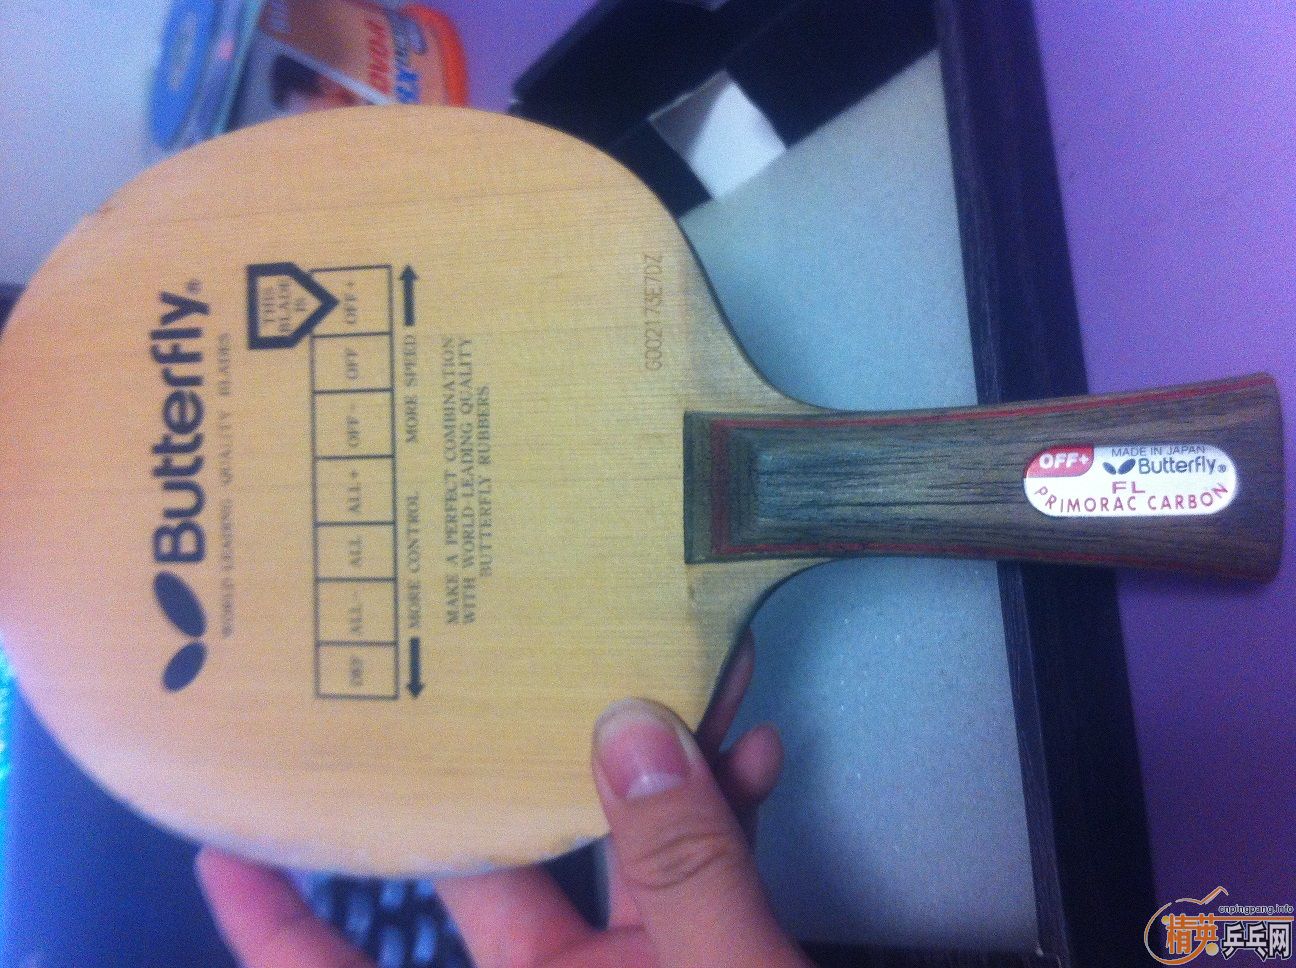 Butterfly®
WORLD LEADING QUALITY BLADES
THIS
BLADE
IS
DEF ALL- ALL ALL+ OFF- OFF OFF+
MORE CONTROL MORE SPEED
MAKE A PERFECT COMBINATION
WITH WORLD LEADING QUALITY
BUTTERFLY RUBBERS
G002173E7DZ
OFF+
MADE IN JAPAN
Butterfly®
FL
PRIMORAC CARBON
cnpingpang.info
精英乒乓网